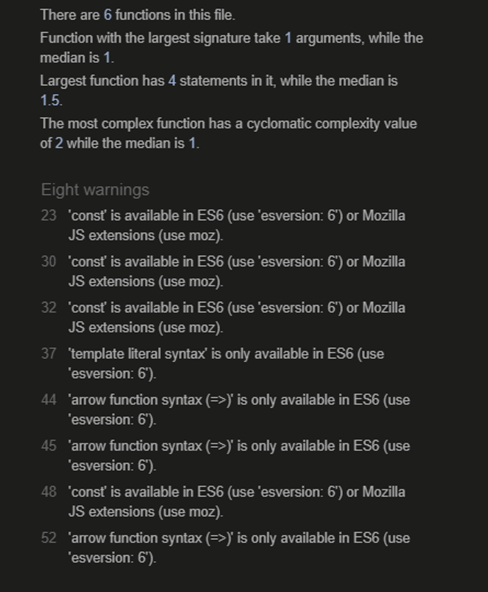 There are 6 functions in this file.
Function with the largest signature take 1 arguments, while the
median is 1.
Largest function has 4 statements in it, while the median is
1.5.
The most complex function has a cyclomatic complexity value
of 2 while the median is 1.
Eight warnings
23 'const' is available in ES6 (use 'esversion: 6') or Mozilla
JS extensions (use moz).
30 'const' is available in ES6 (use 'esversion: 6') or Mozilla
JS extensions (use moz).
32 'const' is available in ES6 (use 'esversion: 6') or Mozilla
JS extensions (use moz).
37 'template literal syntax' is only available in ES6 (use
'esversion: 6').
44 'arrow function syntax (=>)' is only available in ES6 (use
'esversion: 6').
45 'arrow function syntax (=>)' is only available in ES6 (use
'esversion: 6').
48 'const' is available in ES6 (use 'esversion: 6') or Mozilla
JS extensions (use moz).
52 'arrow function syntax (=>)' is only available in ES6 (use
'esversion: 6').